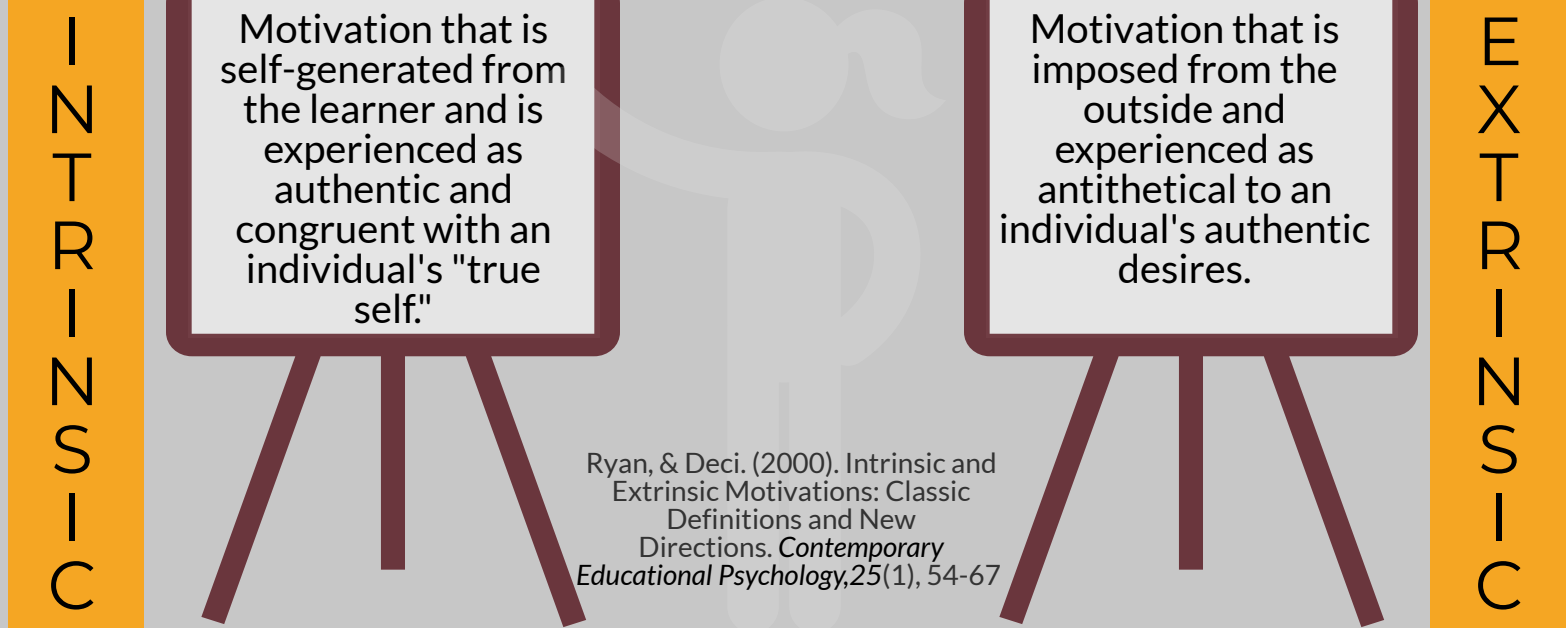 INTRINSIC
Motivation that is
self-generated from
the learner and is
experienced as
authentic and
congruent with an
individual's "true
self."
Motivation that is
imposed from the
outside and
experienced as
antithetical to an
individual's authentic
desires.
EXTRINSIC
Ryan, & Deci. (2000). Intrinsic and
Extrinsic Motivations: Classic
Definitions and New
Directions. Contemporary
Educational Psychology,25(1), 54-67